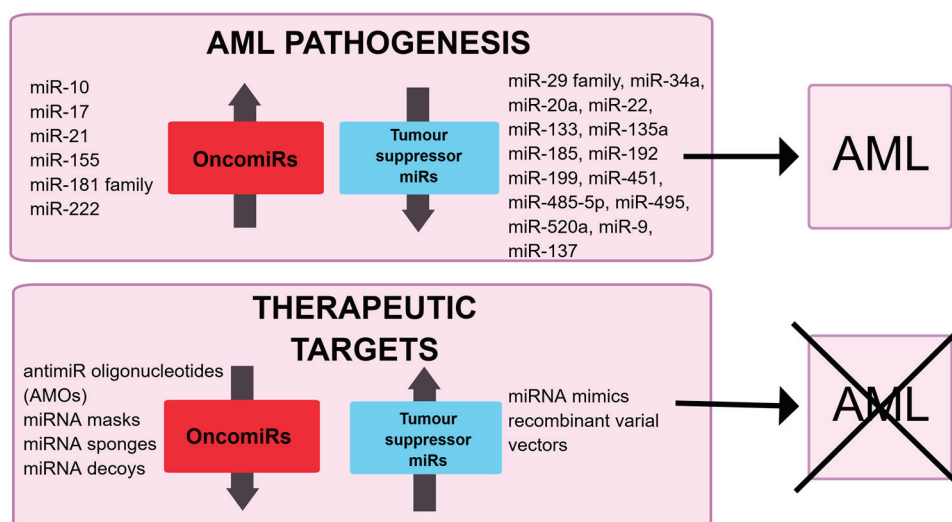 AML PATHOGENESIS
miR-10
miR-17
miR-21
miR-155
miR-181 family
miR-222
OncomiRs
Tumour
suppressor
miRs
miR-29 family, miR-34a,
miR-20a, miR-22,
miR-133, miR-135a
miR-185, miR-192
miR-199, miR-451,
miR-485-5p, miR-495,
miR-520a, miR-9,
miR-137
AML
THERAPEUTIC
TARGETS
antimiR oligonucleotides
(AMOs)
miRNA masks
miRNA sponges
miRNA decoys
OncomiRs
Tumour
suppressor
miRs
miRNA mimics
recombinant varial
vectors
AML